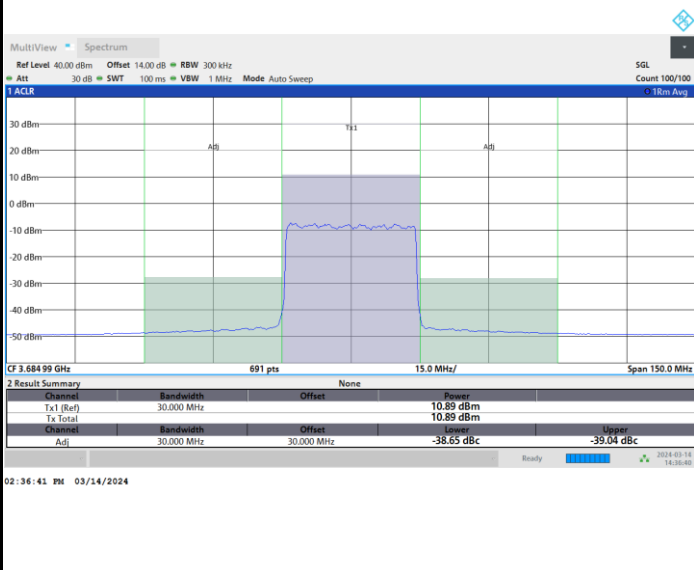 MultiView Spectrum
Ref Level 40.00 dBm Offset 14.00 dB RBW 300 kHz SGL
Att 30 dB SWT 100 ms VBW 1 MHz Mode Auto Sweep Count 100/100
1 ACLR 1Rm Avg
Tx1
Adj Adj
30 dBm
20 dBm
10 dBm
0 dBm
-10 dBm
-20 dBm
-30 dBm
-40 dBm
-50 dBm
CF 3.684 99 GHz 691 pts 15.0 MHz/ Span 150.0 MHz
2 Result Summary None
Channel Bandwidth Offset Power
Tx1 (Ref) 30.000 MHz 10.89 dBm
Tx Total 10.89 dBm
Channel Bandwidth Offset Lower Upper
Adj 30.000 MHz 30.000 MHz -38.65 dBc -39.04 dBc
Ready 2024-03-14
14:36:40
02:36:41 PM 03/14/2024